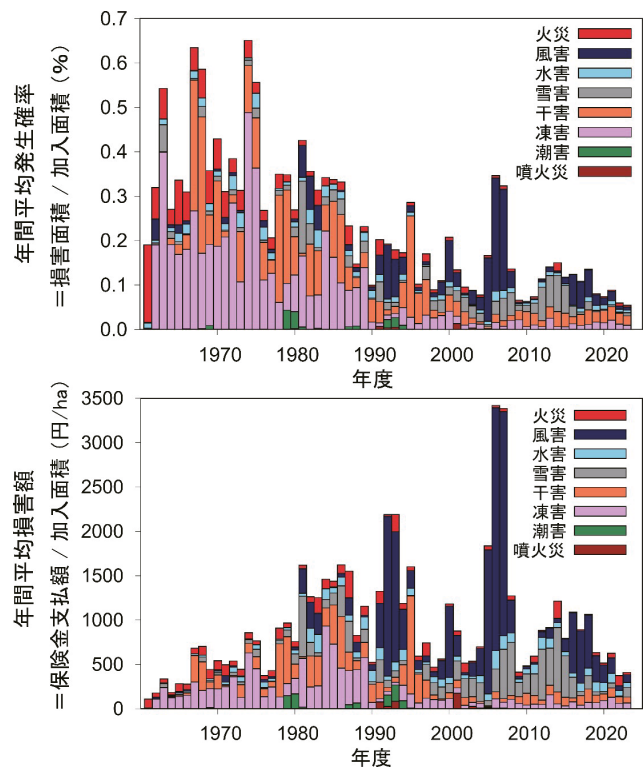 年間平均発生確率
＝損害面積 / 加入面積（%）
0.7
0.6
0.5
0.4
0.3
0.2
0.1
0.0
火災
風害
水害
雪害
干害
凍害
潮害
噴火災
1970
1980
1990
2000
2010
2020
年度
年間平均損害額
＝保険金支払額 / 加入面積（円/ha）
3500
3000
2500
2000
1500
1000
500
0
火災
風害
水害
雪害
干害
凍害
潮害
噴火災
1970
1980
1990
2000
2010
2020
年度